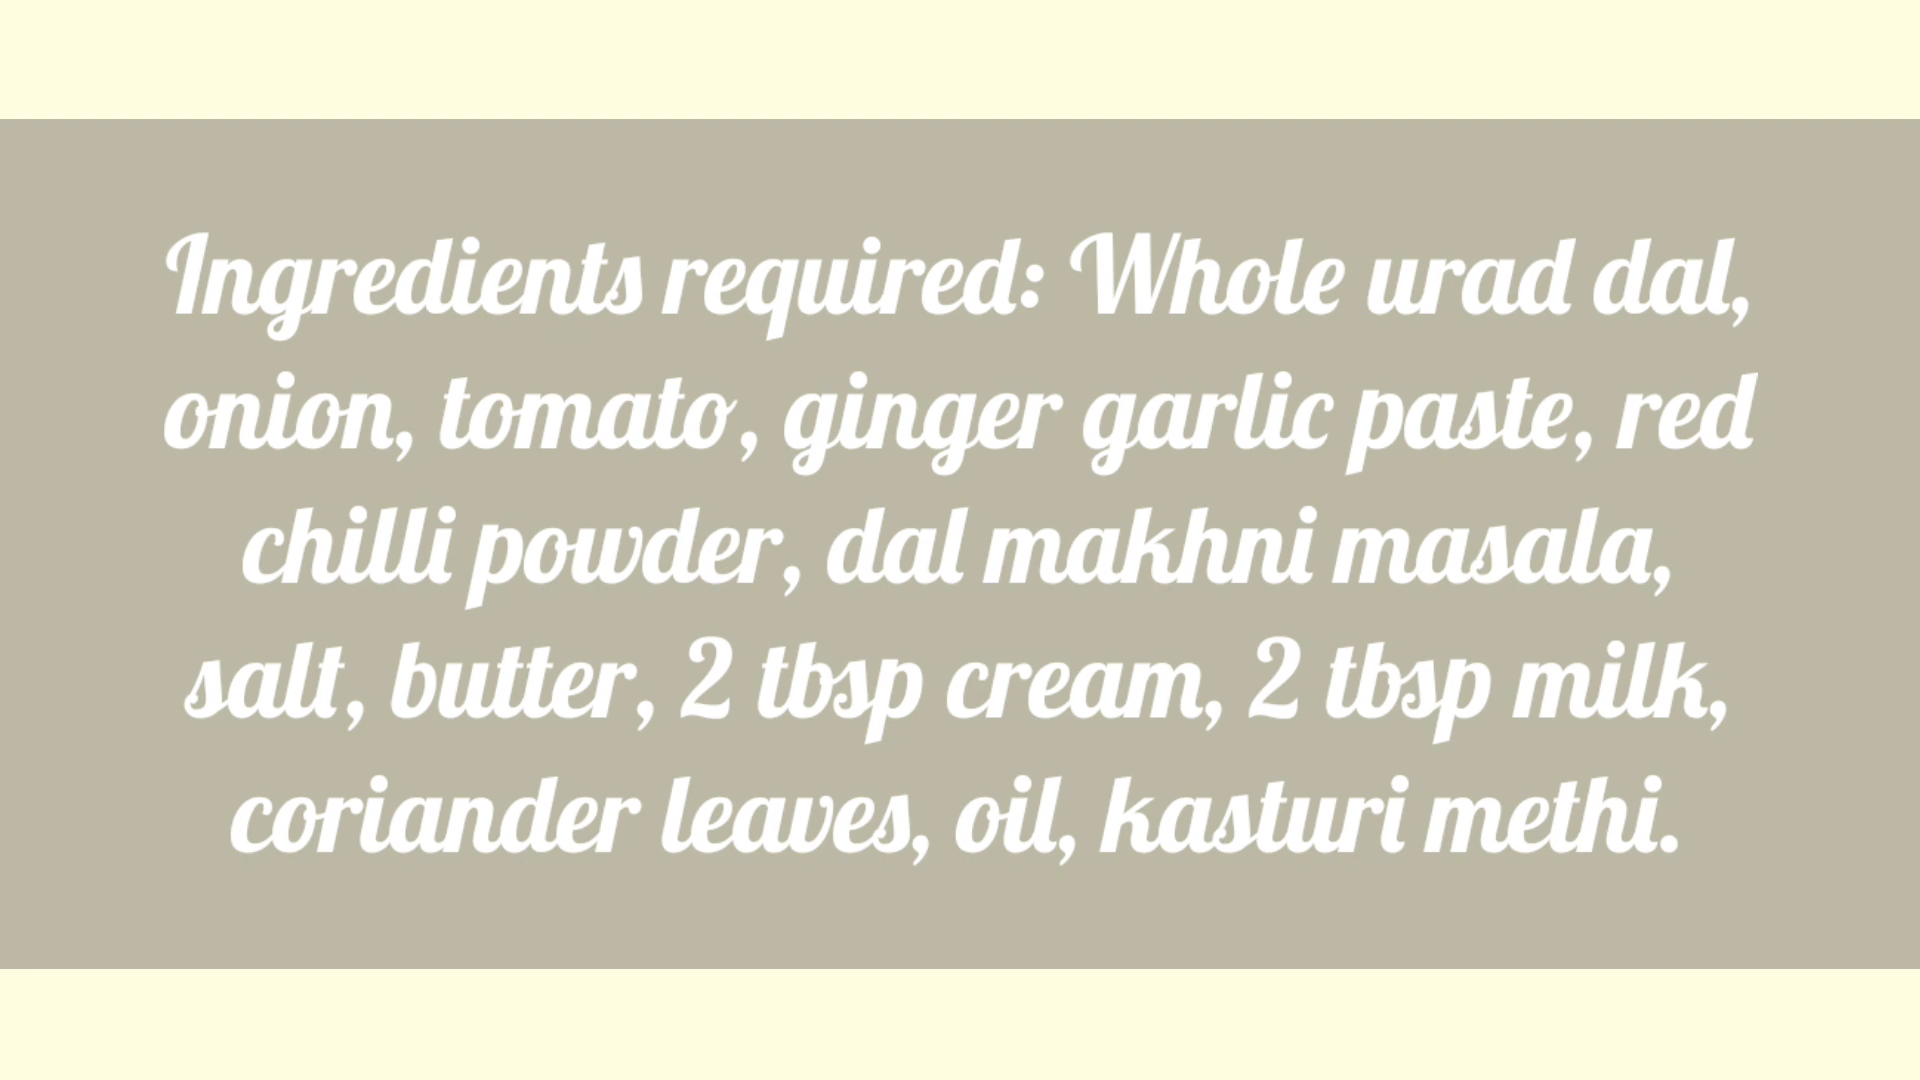 Ingredients required: Whole urad dal,
onion, tomato, ginger garlic paste, red
chilli powder, dal makhni masala,
salt, butter, 2 tbsp cream, 2 tbsp milk,
coriander leaves, oil, kasturi methi.